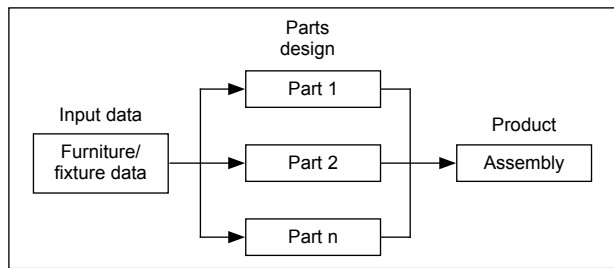 Parts
design
Part 1
Input data
Furniture/
fixture data
Part 2
Product
Assembly
Part n